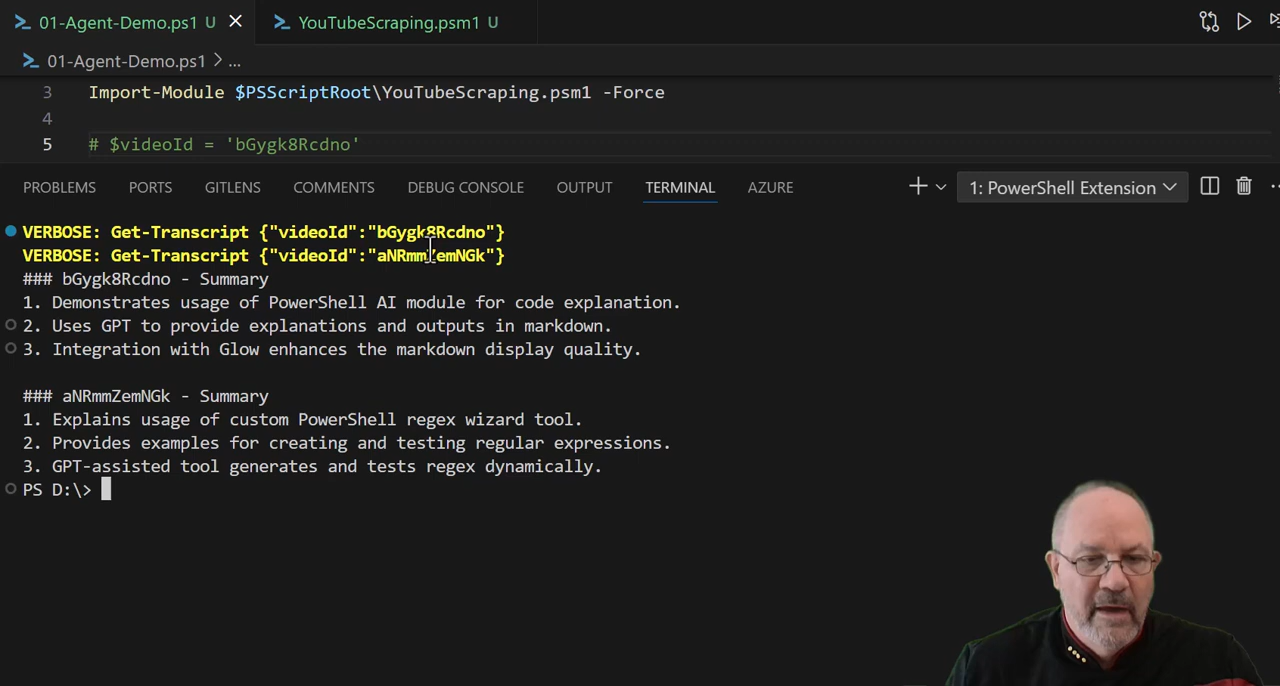 01-Agent-Demo.ps1 U
YouTubeScraping.psm1 U
01-Agent-Demo.ps1 > ...
3 Import-Module $PSScriptRoot\YouTubeScraping.psm1 -Force
4
5 # $videoId = 'bGygk8Rcdno'
PROBLEMS PORTS GITLENS COMMENTS DEBUG CONSOLE OUTPUT TERMINAL AZURE 1: PowerShell Extension
VERBOSE: Get-Transcript {"videoId":"bGygk8Rcdno"}
VERBOSE: Get-Transcript {"videoId":"aNRmmZemNGk"}
### bGygk8Rcdno - Summary
1. Demonstrates usage of PowerShell AI module for code explanation.
2. Uses GPT to provide explanations and outputs in markdown.
3. Integration with Glow enhances the markdown display quality.
### aNRmmZemNGk - Summary
1. Explains usage of custom PowerShell regex wizard tool.
2. Provides examples for creating and testing regular expressions.
3. GPT-assisted tool generates and tests regex dynamically.
PS D:\>